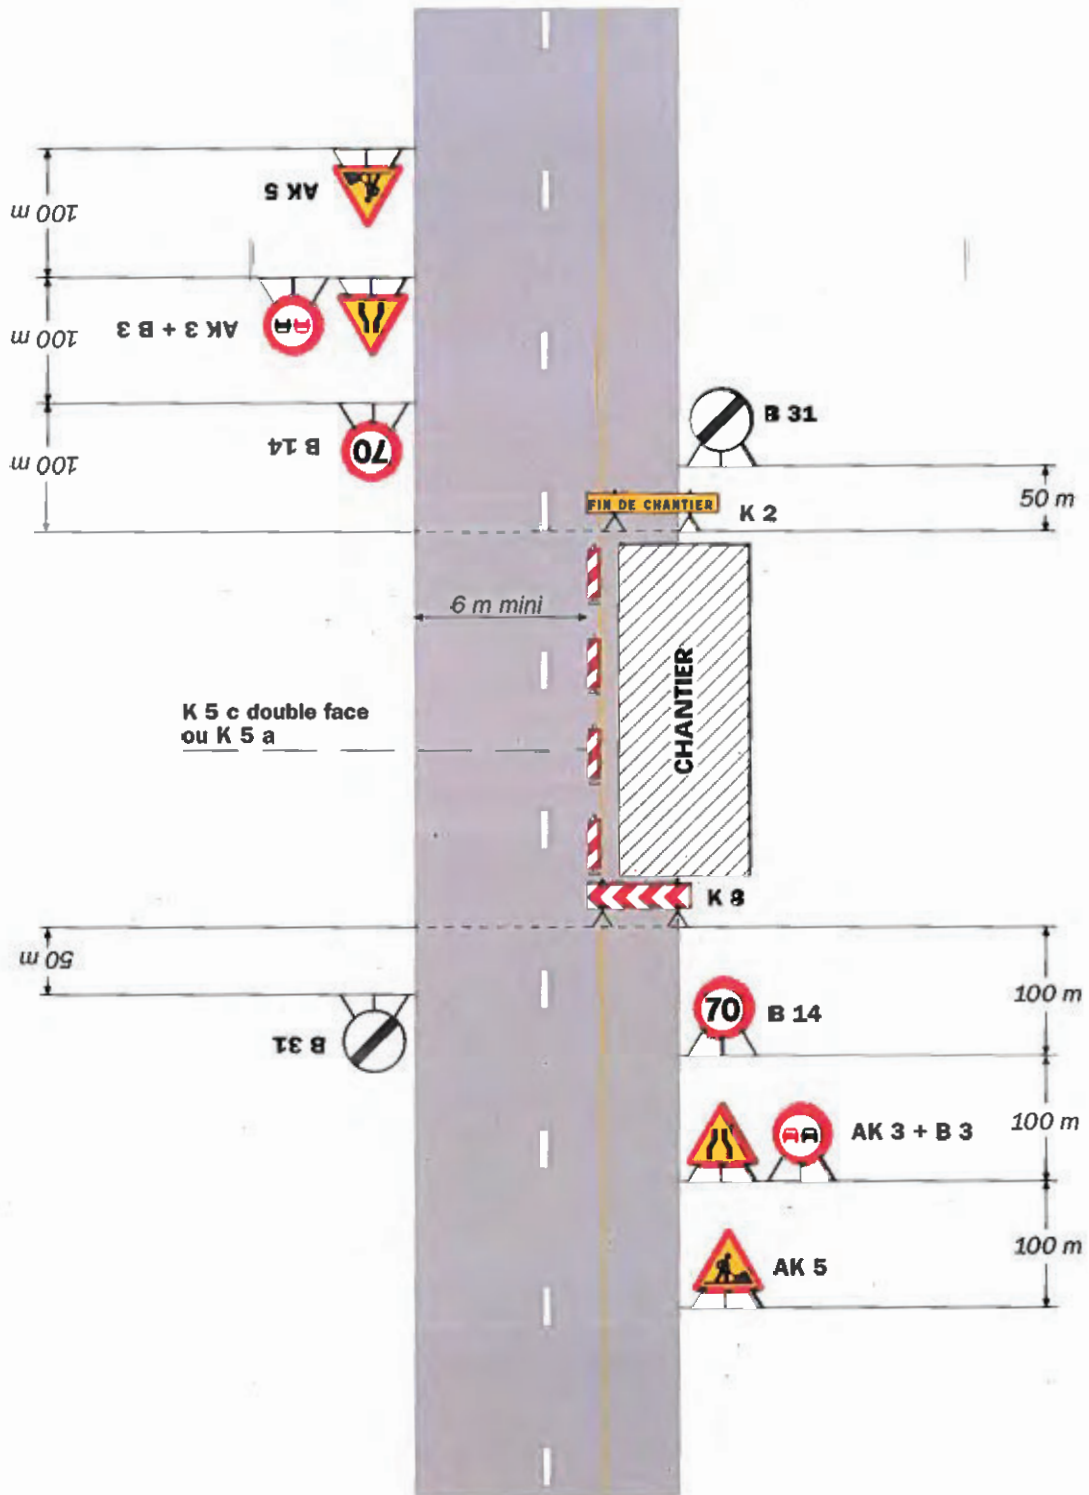 AK 5
100 m
AK 3 + B 3
100 m
B 14
70
100 m
B 31
50 m
FIN DE CHANTIER
K 2
6 m mini
CHANTIER
K 5 c double face
ou K 5 a
K 8
50 m
B 31
70
B 14
100 m
AK 3 + B 3
100 m
AK 5
100 m